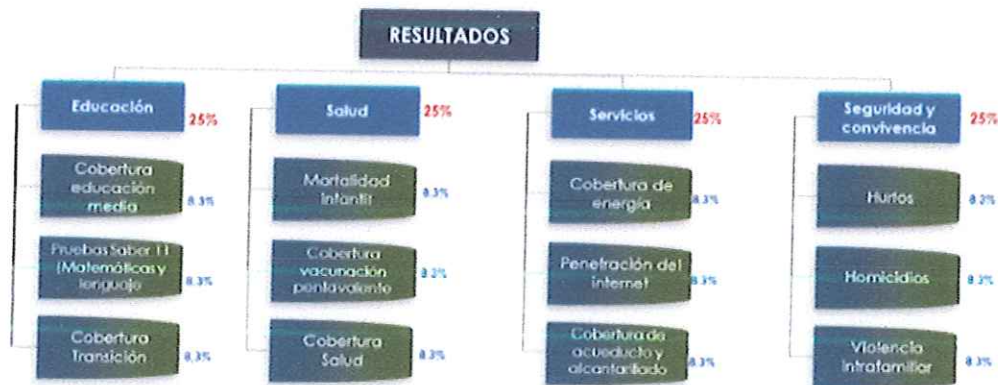 RESULTADOS
Educación
25%
Cobertura
educación
media
8.3%
Pruebas Saber 11
(Matemáticas y
lenguaje
8.3%
Cobertura
Transición
8.3%
Salud
25%
Mortalidad
infantil
8.3%
Cobertura
vacunación
pentavalente
8.3%
Cobertura
Salud
8.3%
Servicios
25%
Cobertura de
energía
8.3%
Penetración del
internet
8.3%
Cobertura de
acueducto y
alcantarillado
8.3%
Seguridad y
convivencia
25%
Hurtos
8.3%
Homicidios
8.3%
Violencia
intrafamiliar
8.3%